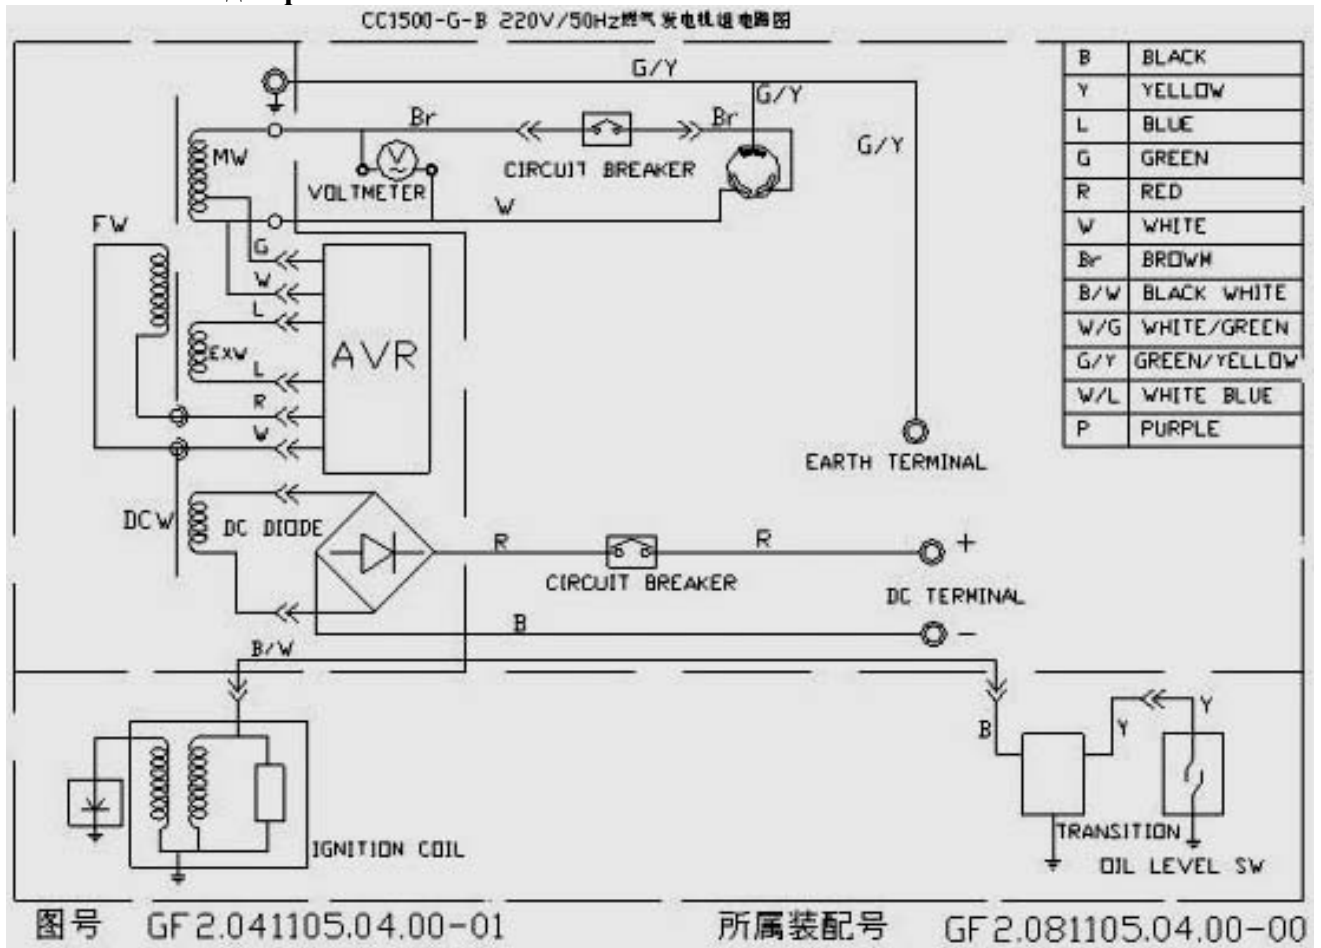 CC1500-G-B 220V/50Hz燃气发电机组电路图
G/Y
G/Y
G/Y
Br
Br
MW
V
VOLTMETER
CIRCUIT BREAKER
W
FW
G
W
L
EXW
L
R
W
AVR
EARTH TERMINAL
DCW
DC DIODE
R
R
+
CIRCUIT BREAKER
DC TERMINAL
B
-
B/W
B
Y
Y
IGNITION COIL
TRANSITION
OIL LEVEL SW
B BLACK
Y YELLOW
L BLUE
G GREEN
R RED
W WHITE
Br BROWM
B/W BLACK WHITE
W/G WHITE/GREEN
G/Y GREEN/YELLOW
W/L WHITE BLUE
P PURPLE
图号 GF2.041105.04.00-01
所属装配号 GF2.081105.04.00-00